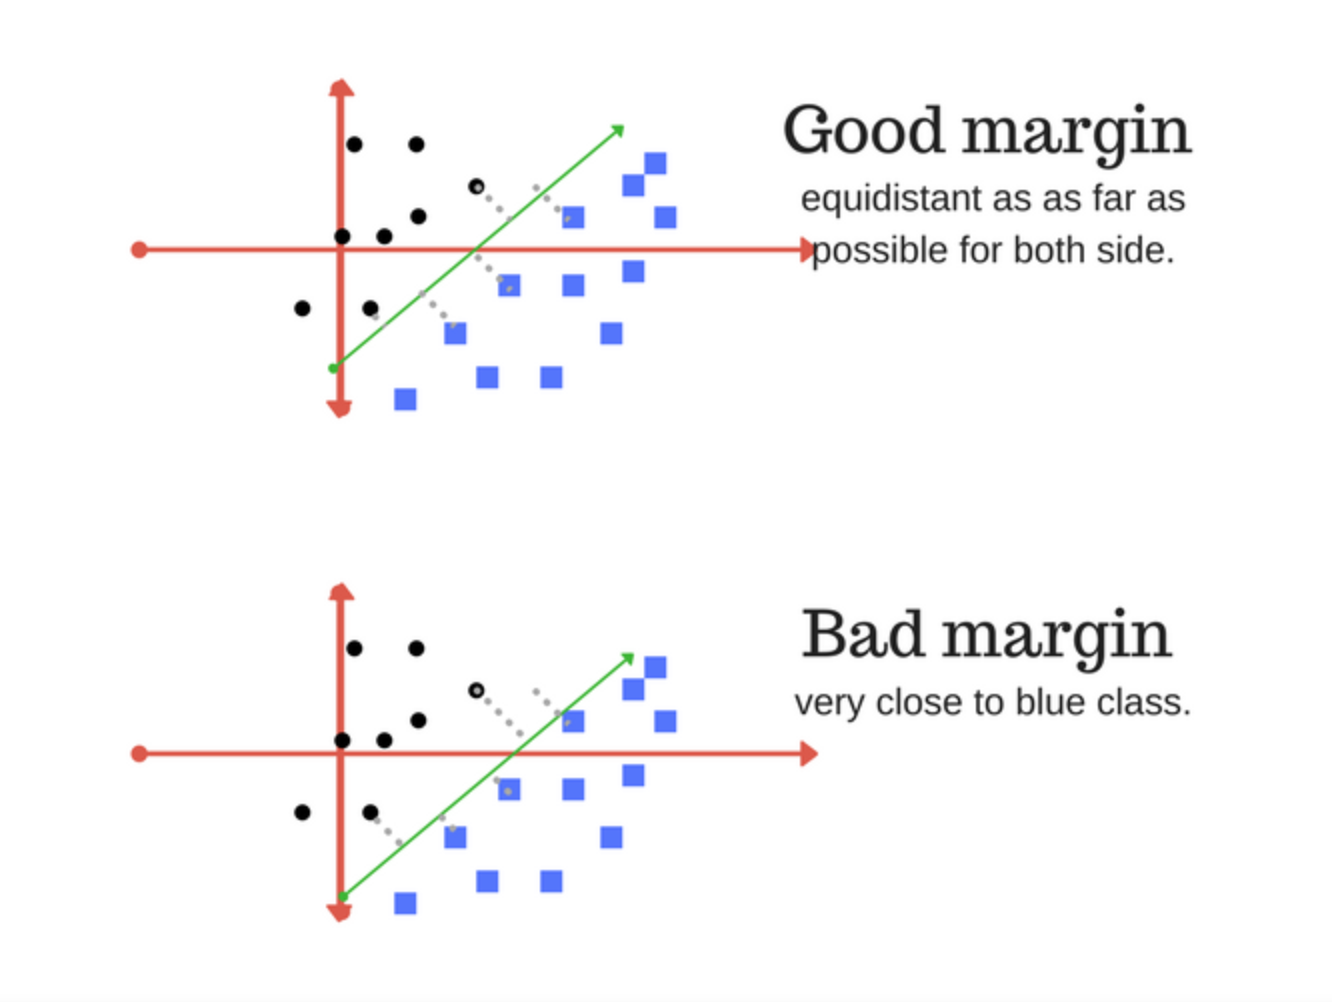 Good margin
equidistant as as far as
possible for both side.
Bad margin
very close to blue class.